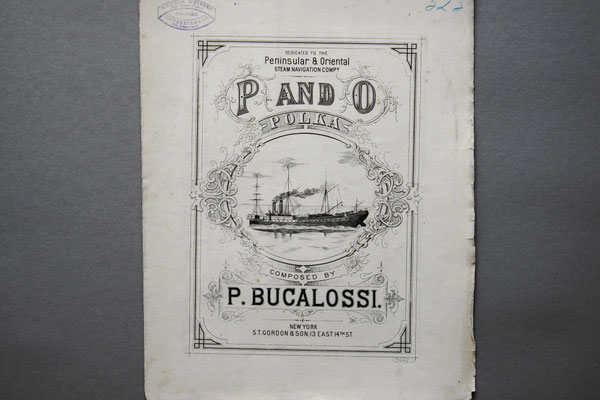 222
DEDICATED TO THE
Peninsular & Oriental
STEAM NAVIGATION COMPY
P AND O
POLKA
COMPOSED BY
P. BUCALOSSI.
NEW YORK
S.T. GORDON & SON, 13 EAST 14TH ST.